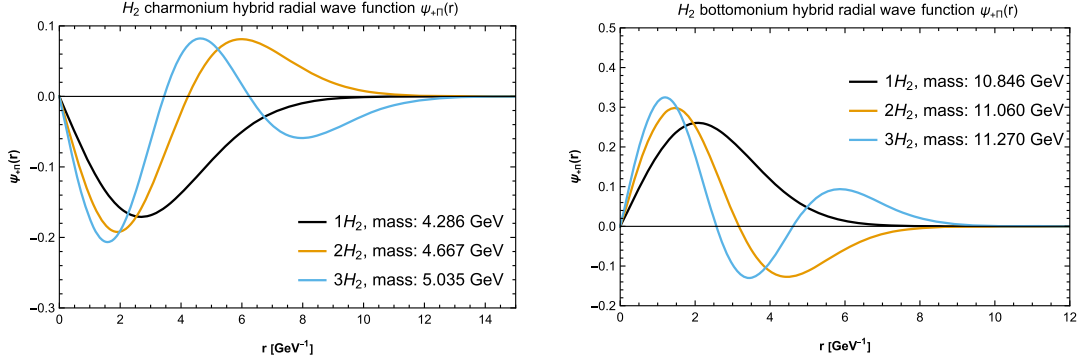 H₂ charmonium hybrid radial wave function ψ₊Π(r)
0.1
0.0
−0.1
−0.2
−0.3
ψ₊Π(r)
1H₂, mass: 4.286 GeV
2H₂, mass: 4.667 GeV
3H₂, mass: 5.035 GeV
0 2 4 6 8 10 12 14
r [GeV⁻¹]
H₂ bottomonium hybrid radial wave function ψ₊Π(r)
0.5
0.4
0.3
0.2
0.1
0.0
−0.1
−0.2
ψ₊Π(r)
1H₂, mass: 10.846 GeV
2H₂, mass: 11.060 GeV
3H₂, mass: 11.270 GeV
0 2 4 6 8 10 12
r [GeV⁻¹]